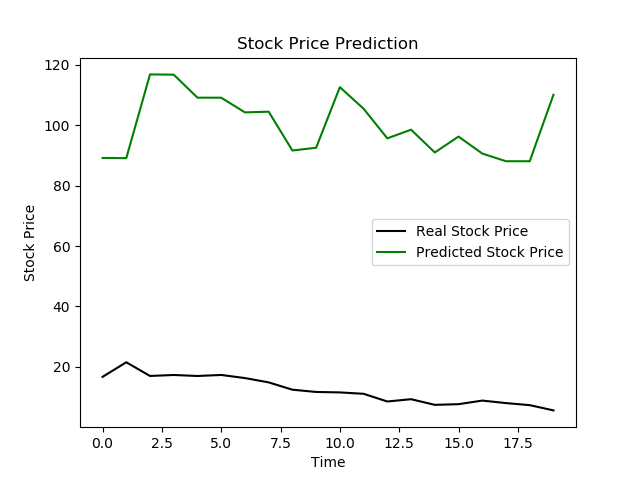 Stock Price Prediction
120
100
80
60
40
20
Stock Price
Real Stock Price
Predicted Stock Price
0.0 2.5 5.0 7.5 10.0 12.5 15.0 17.5
Time